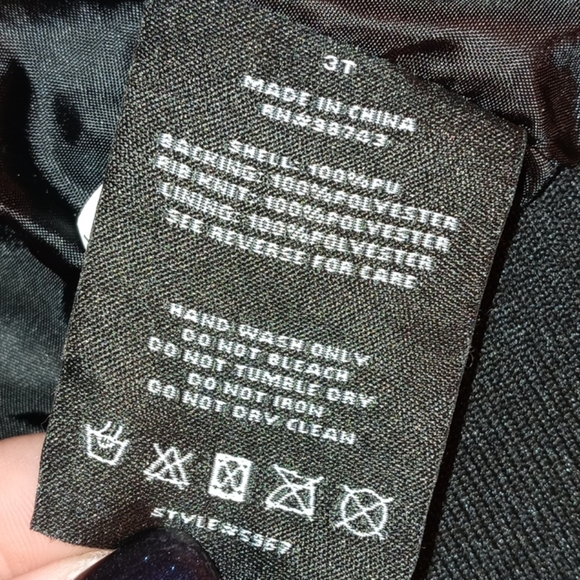 3T
MADE IN CHINA
RN#98743
SHELL: 100%PU
BACKING: 100%POLYESTER
RIB KNIT: 100%POLYESTER
LINING: 100%POLYESTER
SEE REVERSE FOR CARE
HAND WASH ONLY
DO NOT BLEACH
DO NOT TUMBLE DRY
DO NOT IRON
DO NOT DRY CLEAN
STYLE#5957